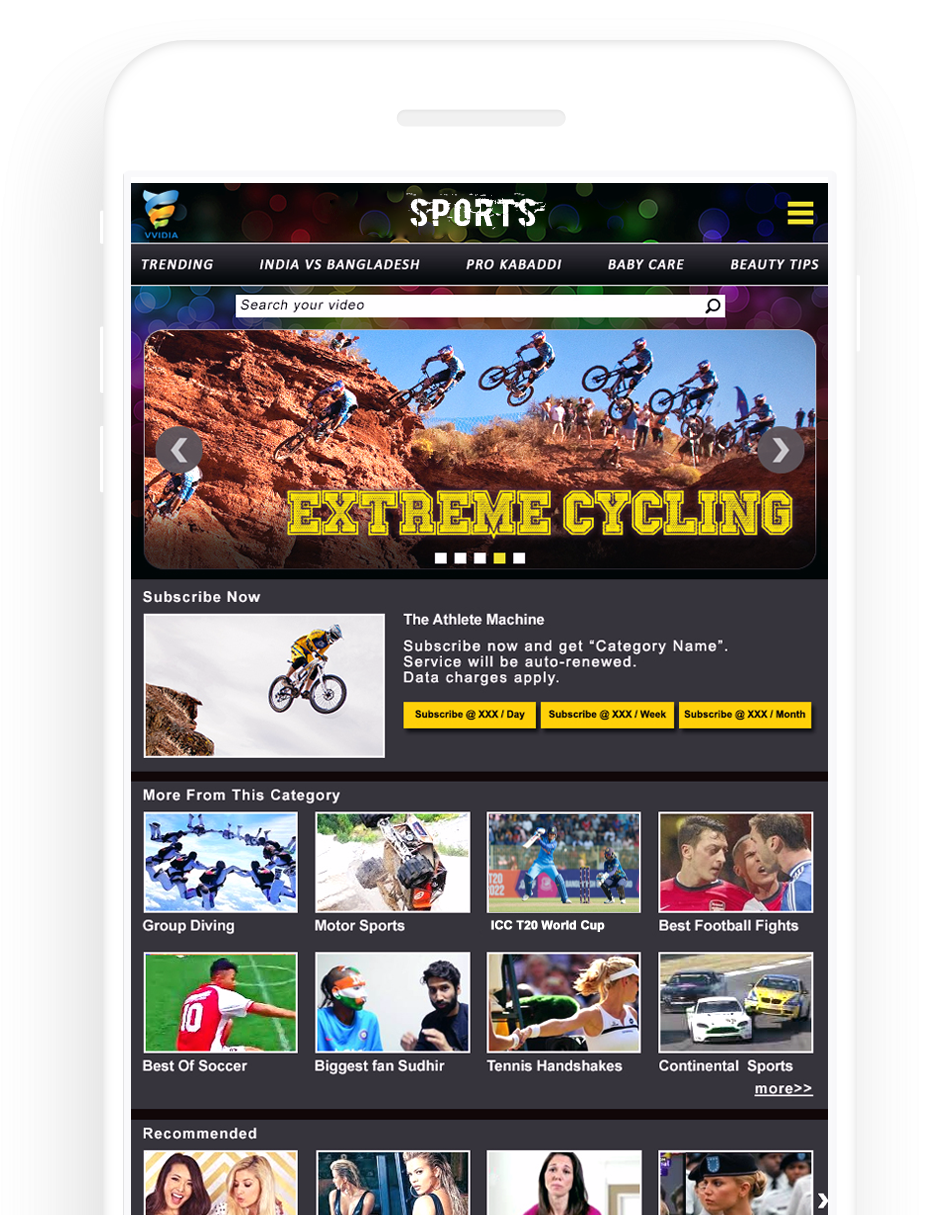 VVIDIA
SPORTS
TRENDING INDIA VS BANGLADESH PRO KABADDI BABY CARE BEAUTY TIPS
Search your video
EXTREME CYCLING
Subscribe Now
The Athlete Machine
Subscribe now and get “Category Name”.
Service will be auto-renewed.
Data charges apply.
Subscribe @ XXX / Day Subscribe @ XXX / Week Subscribe @ XXX / Month
More From This Category
T20
2022
10
Group Diving Motor Sports ICC T20 World Cup Best Football Fights
Best Of Soccer Biggest fan Sudhir Tennis Handshakes Continental Sports
more>>
Recommended